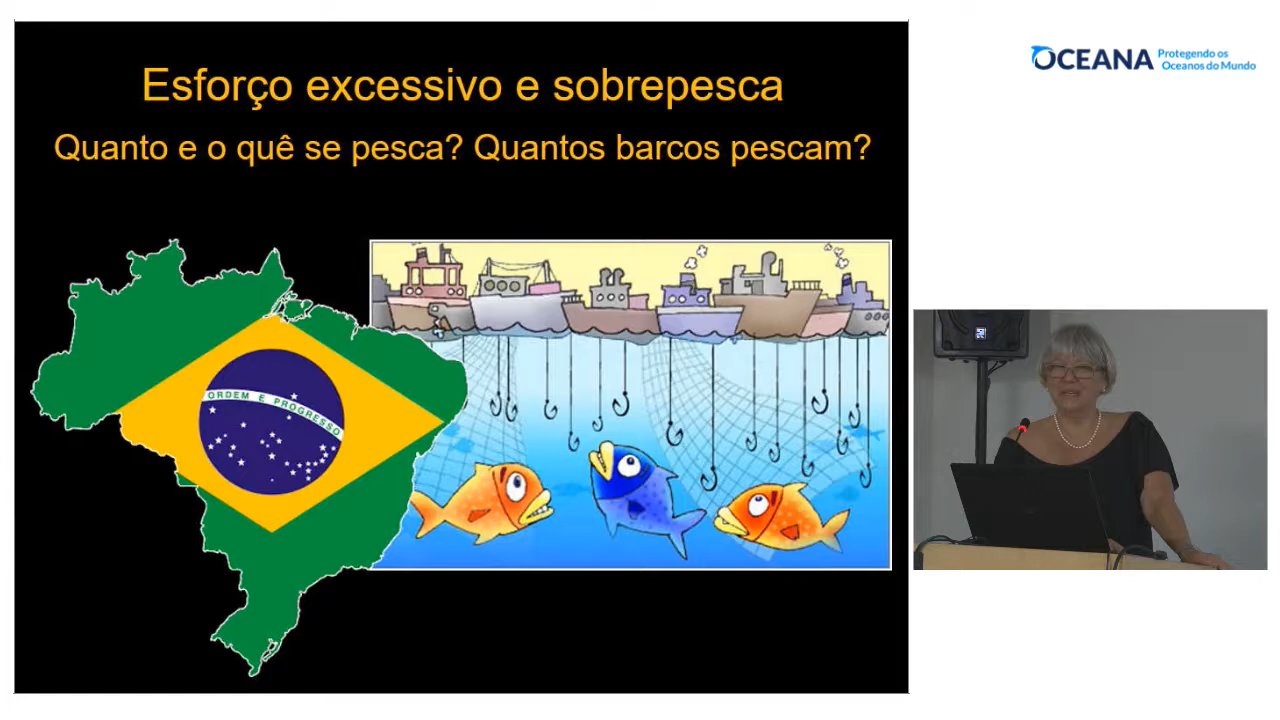 Esforço excessivo e sobrepesca
Quanto e o quê se pesca? Quantos barcos pescam?
ORDEM E PROGRESSO
OCEANA
Protegendo os
Oceanos do Mundo